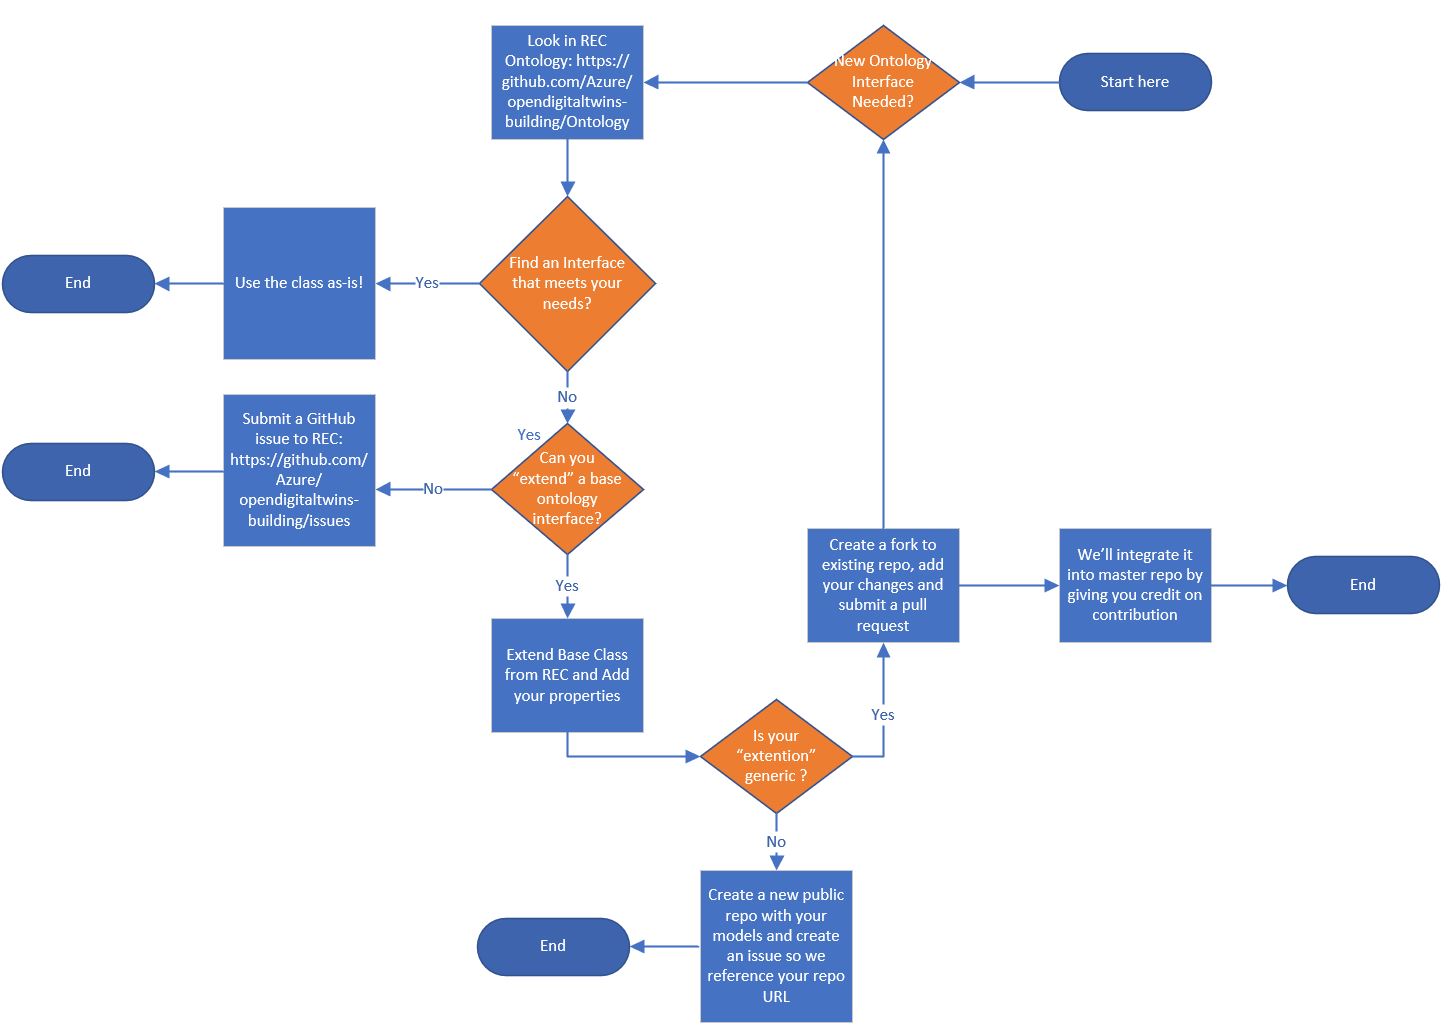 Look in REC
Ontology: https://
github.com/Azure/
opendigitaltwins-
building/Ontology
New Ontology
Interface
Needed?
Start here
Find an Interface
that meets your
needs?
Yes
Use the class as-is!
End
No
Yes
Can you
“extend” a base
ontology
interface?
No
Submit a GitHub
issue to REC:
https://github.com/
Azure/
opendigitaltwins-
building/issues
End
Yes
Extend Base Class
from REC and Add
your properties
Is your
“extention”
generic ?
Yes
Create a fork to
existing repo, add
your changes and
submit a pull
request
We’ll integrate it
into master repo by
giving you credit on
contribution
End
No
Create a new public
repo with your
models and create
an issue so we
reference your repo
URL
End